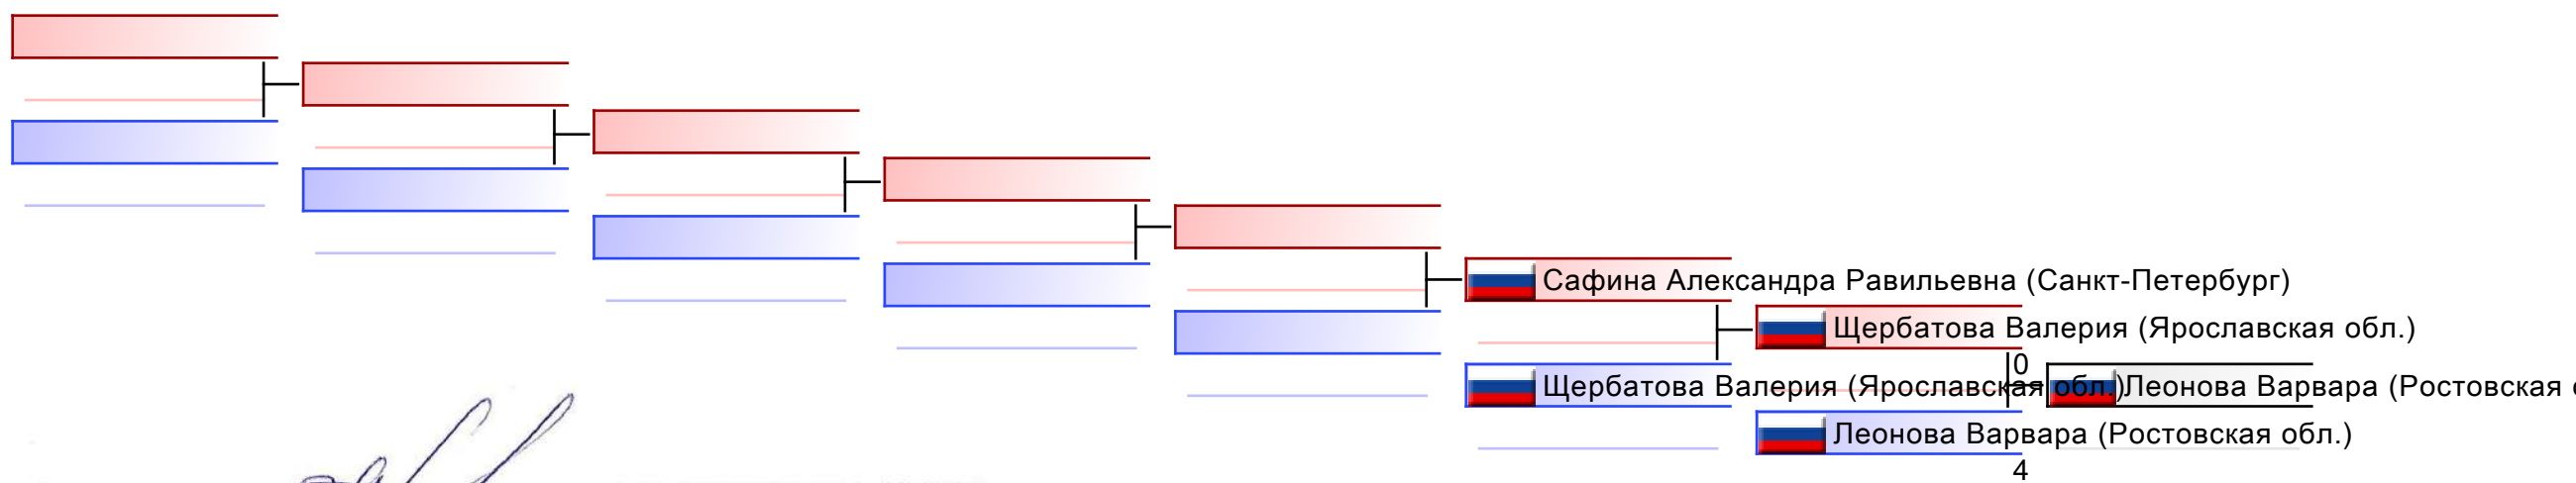 Сафина Александра Равильевна (Санкт-Петербург)
Щербатова Валерия (Ярославская обл.)
0
Щербатова Валерия (Ярославская обл.)
Леонова Варвара (Ростовская
Леонова Варвара (Ростовская обл.)
4